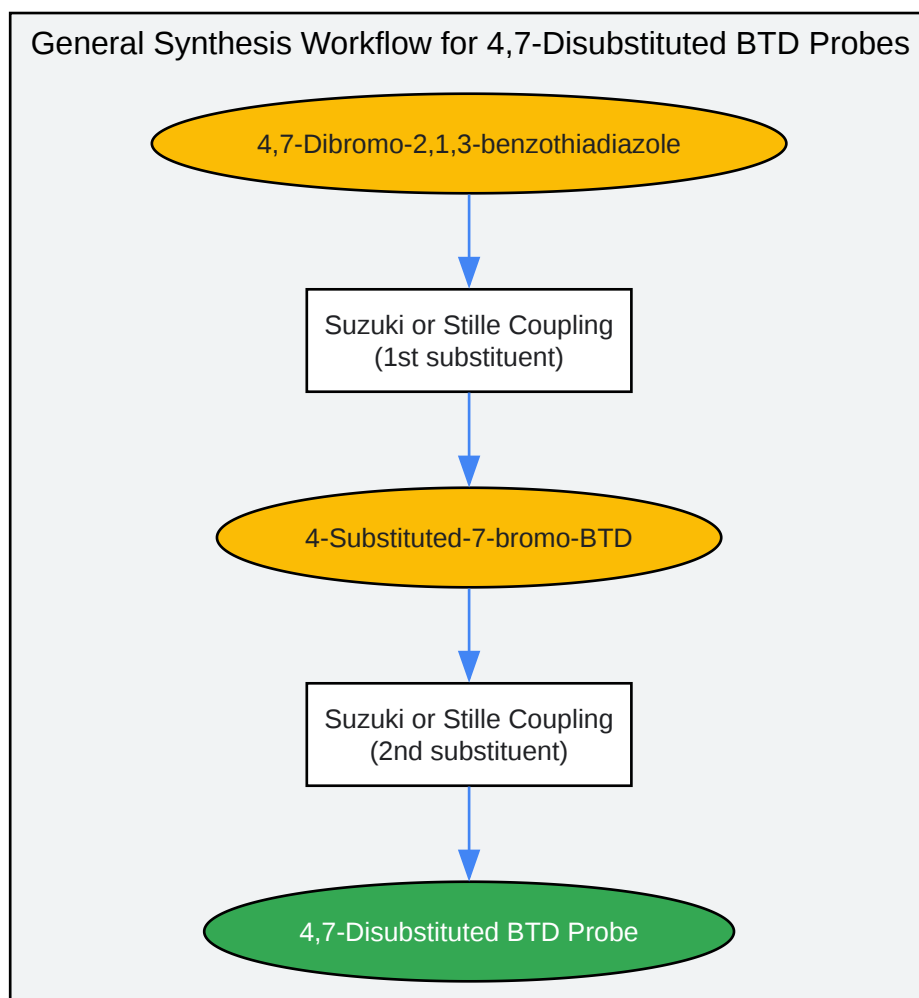 General Synthesis Workflow for 4,7-Disubstituted BTD Probes
4,7-Dibromo-2,1,3-benzothiadiazole
Suzuki or Stille Coupling
(1st substituent)
4-Substituted-7-bromo-BTD
Suzuki or Stille Coupling
(2nd substituent)
4,7-Disubstituted BTD Probe